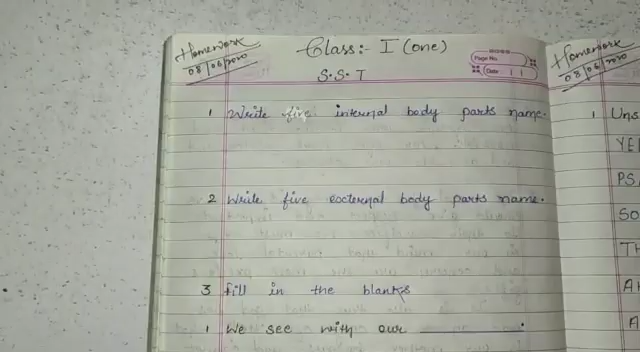 Homework
08/06/2020
Class:- I (one)
S.S.T
Page No.
Date
1 Write five internal body parts name.
2 Write five external body parts name.
3 fill in the blanks
1 We see with our ________.
Homework
08/06/2020
1 Uns
YE
PS
SO
TH
A
A